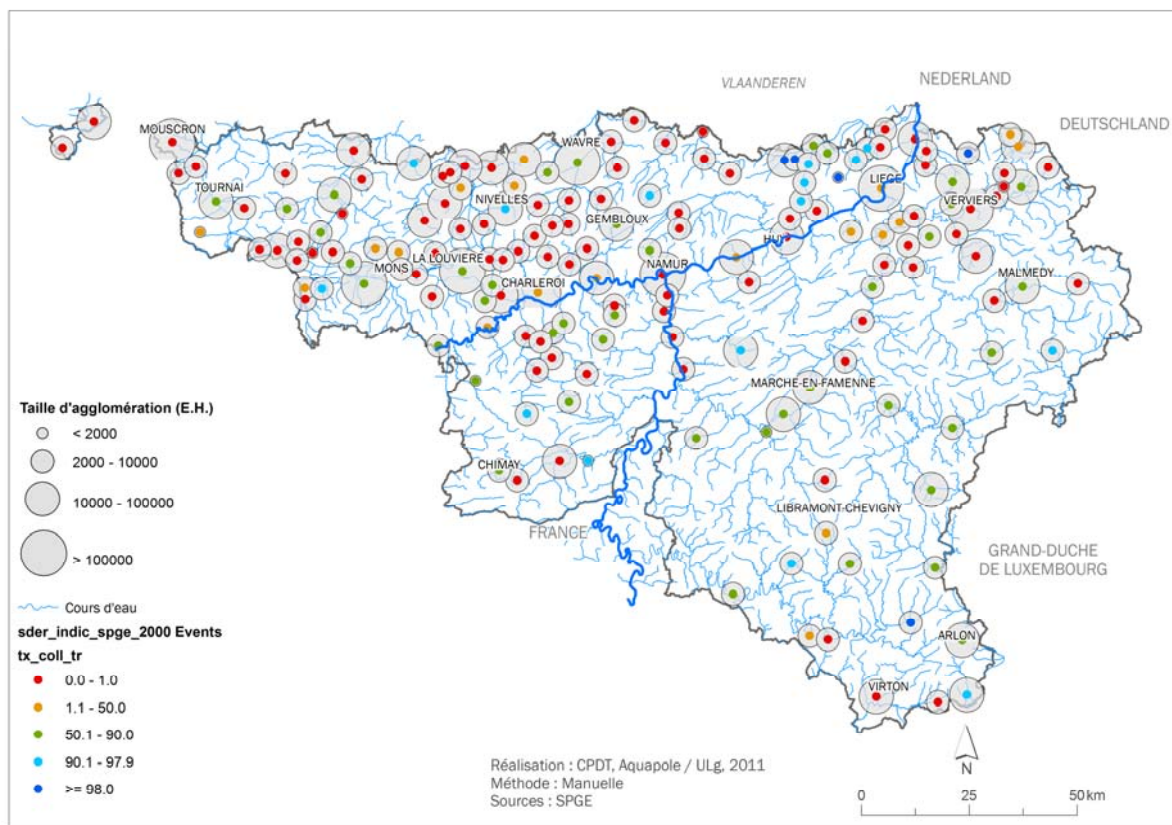 VLAANDEREN
NEDERLAND
DEUTSCHLAND
MOUSCRON
WAVRE
TOURNAI
LIEGE
NIVELLES
VERVIERS
GEMBLOUX
HUY
LA LOUVIERE
NAMUR
MONS
MALMEDY
CHARLEROI
MARCHE-EN-FAMENNE
Taille d'agglomération (E.H.)
< 2000
2000 - 10000
CHIMAY
10000 - 100000
LIBRAMONT-CHEVIGNY
FRANCE
> 100000
GRAND-DUCHE
DE LUXEMBOURG
Cours d'eau
sder_indic_spge_2000 Events
ARLON
tx_coll_tr
0.0 - 1.0
VIRTON
1.1 - 50.0
50.1 - 90.0
90.1 - 97.9
>= 98.0
Réalisation : CPDT, Aquapole / ULg, 2011
Méthode : Manuelle
Sources : SPGE
N
0 25 50 km